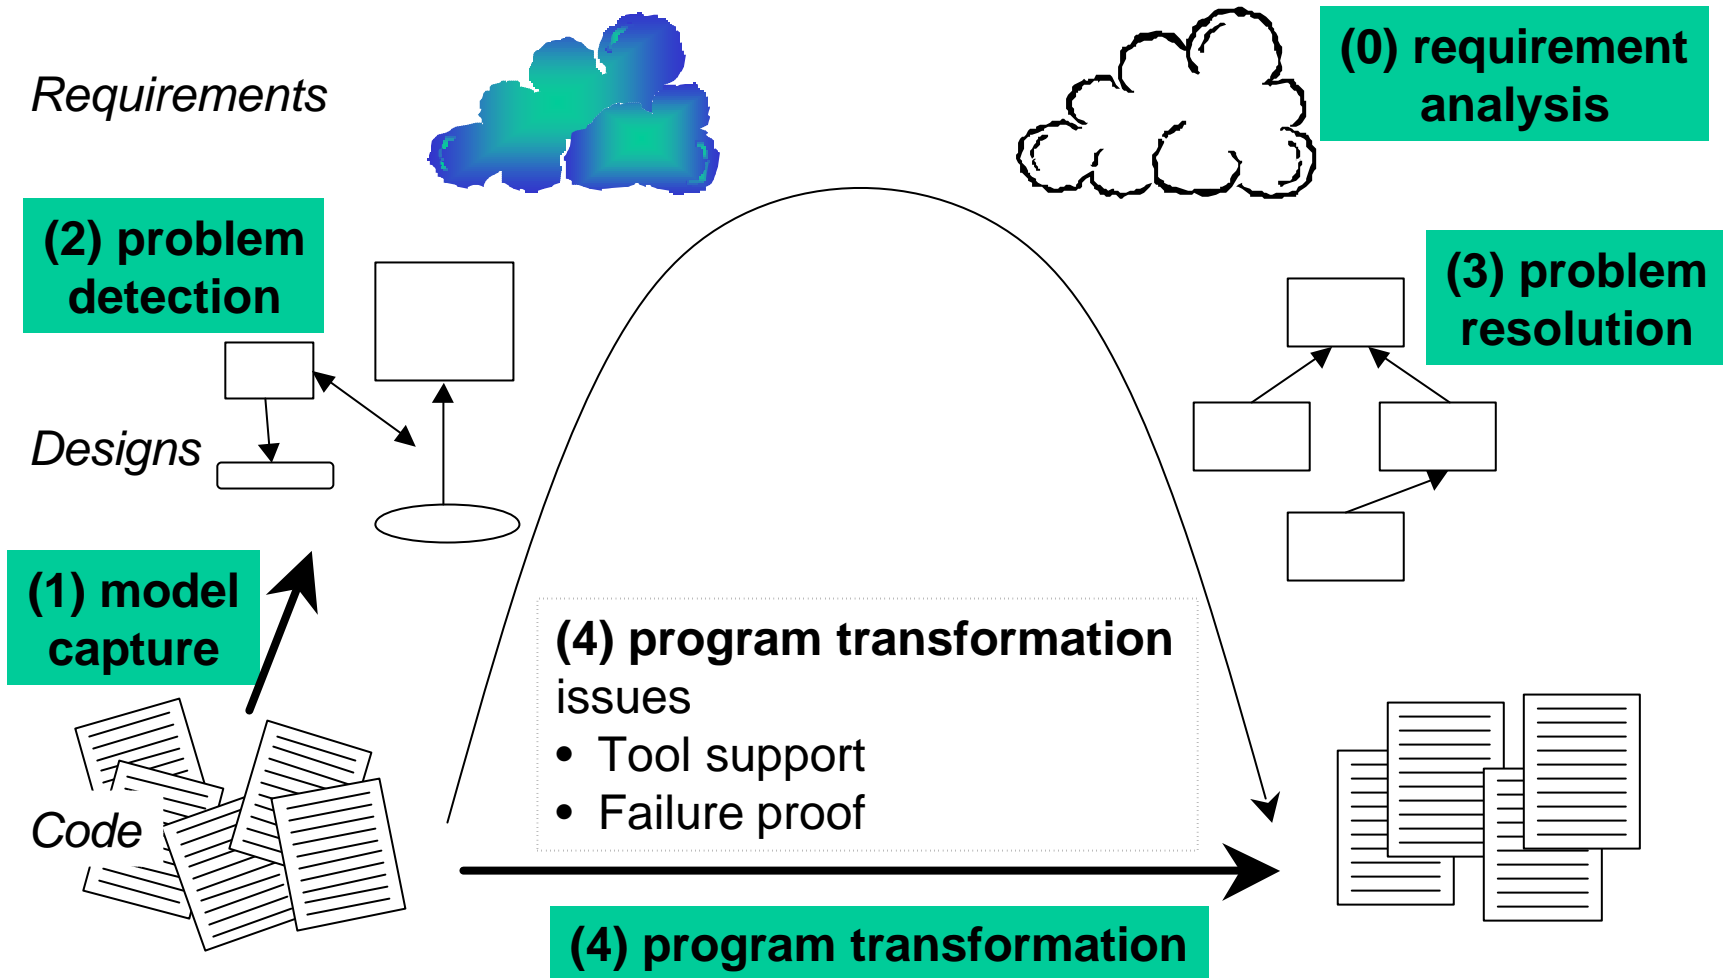 (0) requirement
analysis
Requirements
(2) problem
detection
(3) problem
resolution
Designs
(1) model
capture
(4) program transformation
issues
• Tool support
• Failure proof
Code
(4) program transformation